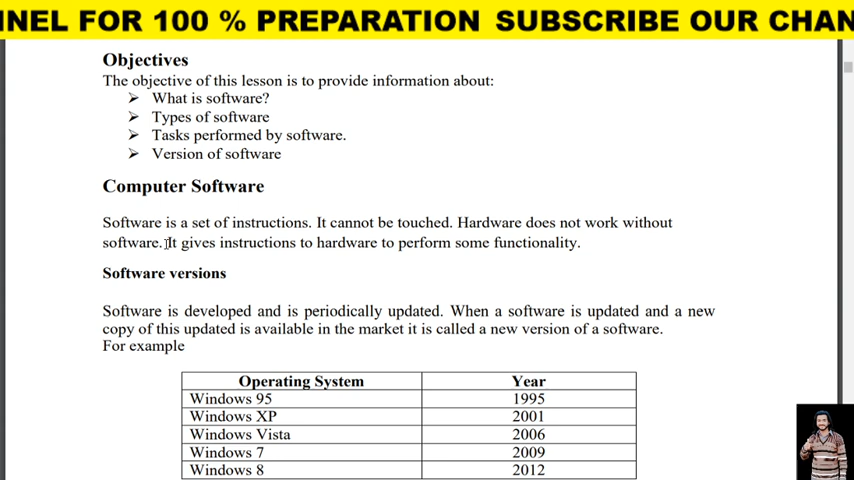 NNEL FOR 100 % PREPARATION SUBSCRIBE OUR CHAN
Objectives
The objective of this lesson is to provide information about:
➢ What is software?
➢ Types of software
➢ Tasks performed by software.
➢ Version of software
Computer Software
Software is a set of instructions. It cannot be touched. Hardware does not work without
software. It gives instructions to hardware to perform some functionality.
Software versions
Software is developed and is periodically updated. When a software is updated and a new
copy of this updated is available in the market it is called a new version of a software.
For example
Operating System Year
Windows 95 1995
Windows XP 2001
Windows Vista 2006
Windows 7 2009
Windows 8 2012